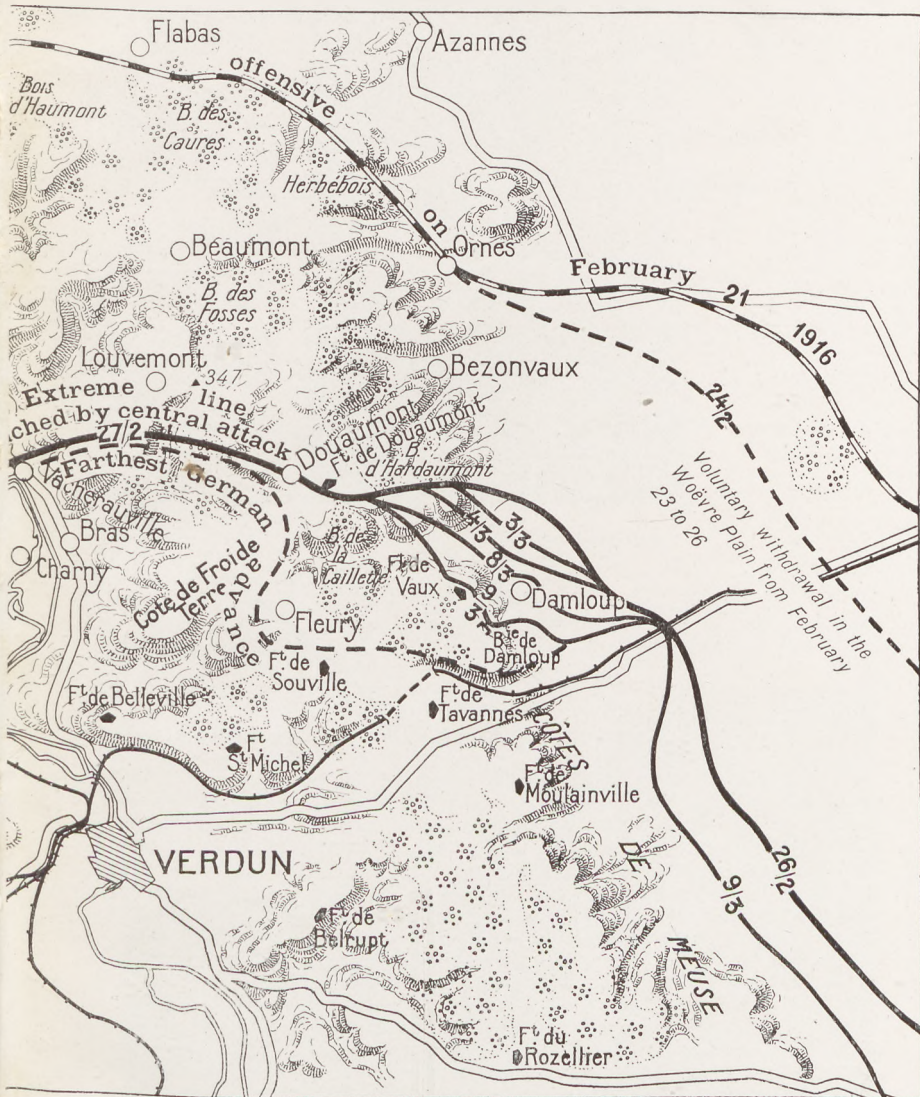 Flabas
Azannes
offensive
Bois
d'Haumont
B. des
Caures
Herbébois
on
Ornes
Beaumont
February
21
1916
B. des
Fosses
Louvemont
347
Bezonvaux
24/2
Extreme line
ched by central attack
27/2
Douaumont
Ft de Douaumont
B.
d'Hardaumont
Farthest German
advance
Vacherauville
Bras
Charny
Côte de Froide
Terre
B. de
la
Caillette
Ft de
Vaux
3/3
4/3
8/3
9
3
Damloup
Voluntary withdrawal in the
Woëvre Plain from February
23 to 26
Fleury
Bie de
Damloup
Ft de
Souville
Ft de Belleville
Ft de
Tavannes
Ft
St Michel
CÔTES
DE
MEUSE
Ft de
Moulainville
VERDUN
26/2
9/3
Ft de
Belrupt
Ft du
Rozellier